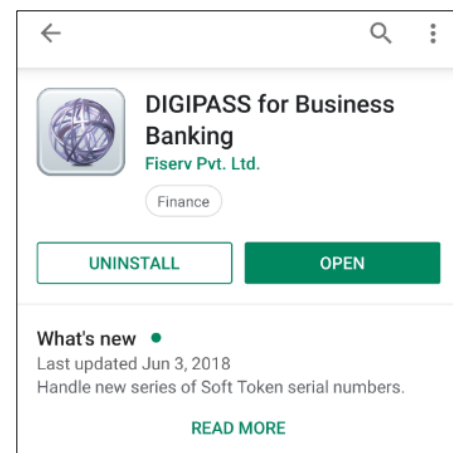 DIGIPASS for Business
Banking
Fiserv Pvt. Ltd.
Finance
UNINSTALL
OPEN
What's new
Last updated Jun 3, 2018
Handle new series of Soft Token serial numbers.
READ MORE